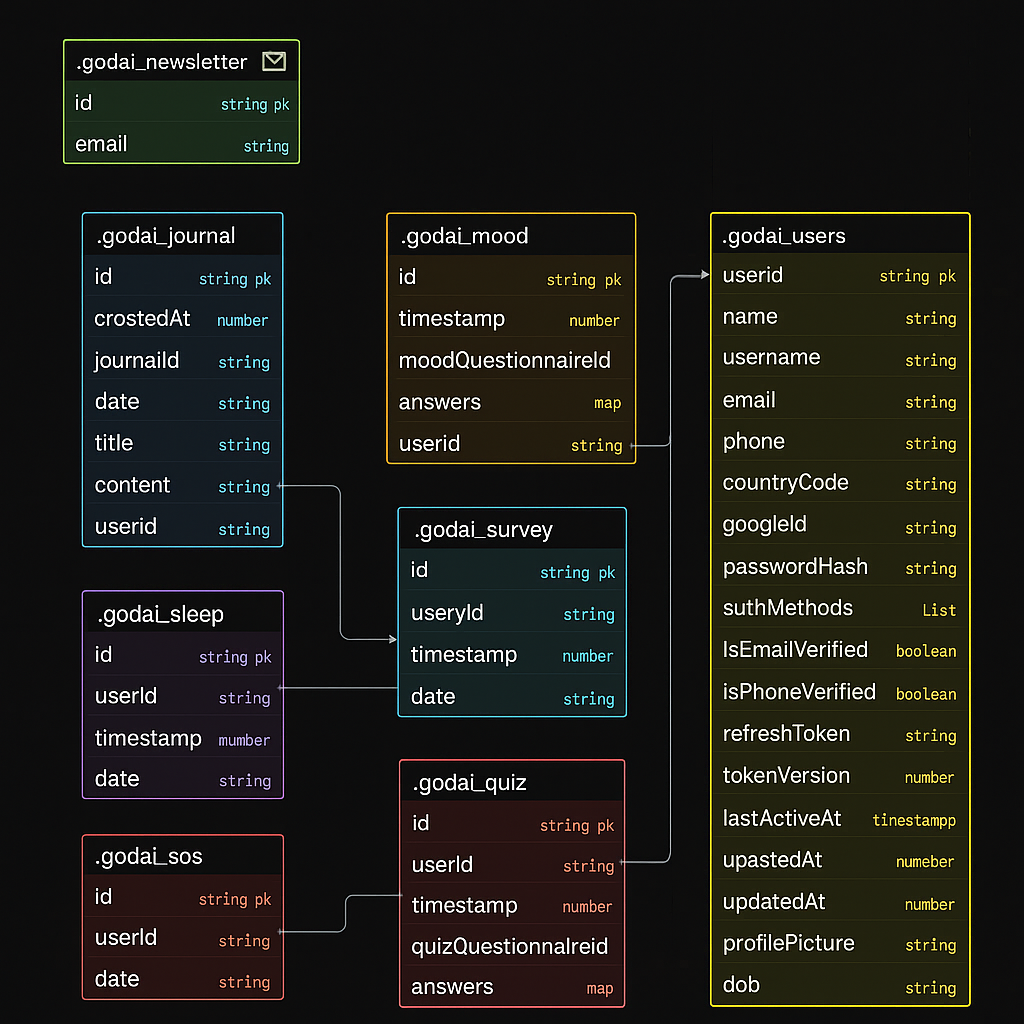 .godai_newsletter
id string pk
email string
.godai_journal
id string pk
crostedAt number
journaiId string
date string
title string
content string
userid string
.godai_mood
id string pk
timestamp number
moodQuestionnaireId
answers map
userid string
.godai_users
userid string pk
name string
username string
email string
phone string
countryCode string
googleId string
passwordHash string
suthMethods List
IsEmailVerified boolean
isPhoneVerified boolean
refreshToken string
tokenVersion number
lastActiveAt tinestampp
upastedAt numeber
updatedAt number
profilePicture string
dob string
.godai_survey
id string pk
useryId string
timestamp number
date string
.godai_sleep
id string pk
userId string
timestamp mumber
date string
.godai_quiz
id string pk
userId string
timestamp number
quizQuestionnalreid
answers map
.godai_sos
id string pk
userId string
date string